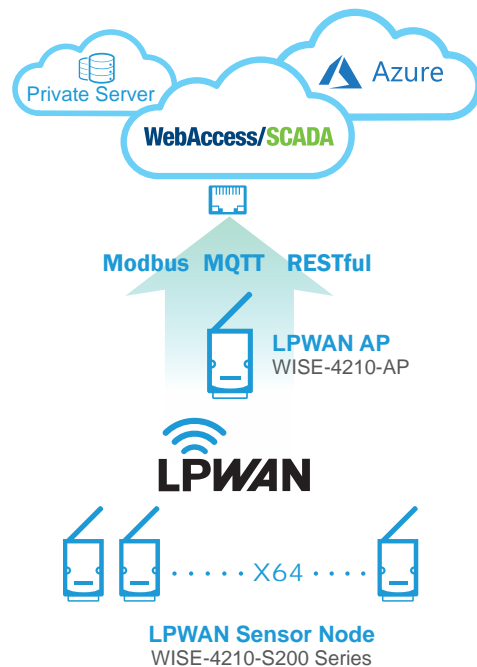 Private Server
Azure
WebAccess/SCADA
Modbus MQTT RESTful
LPWAN AP
WISE-4210-AP
LPWAN
X64
LPWAN Sensor Node
WISE-4210-S200 Series